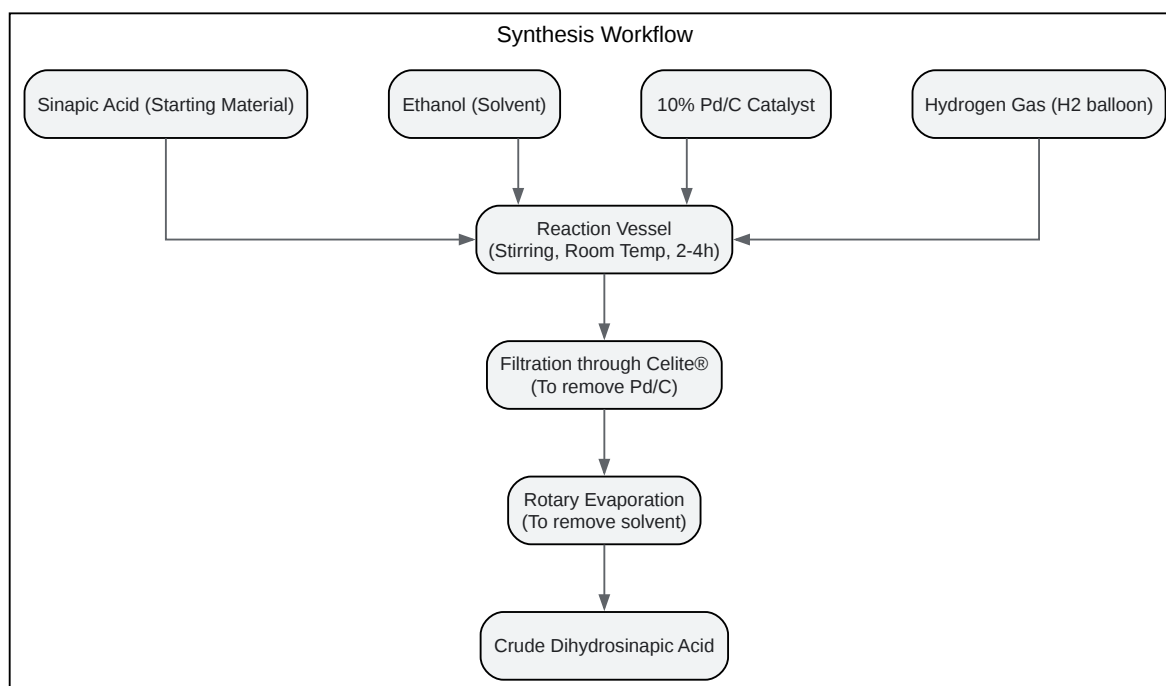 Synthesis Workflow
Sinapic Acid (Starting Material)
Ethanol (Solvent)
10% Pd/C Catalyst
Hydrogen Gas (H2 balloon)
Reaction Vessel
(Stirring, Room Temp, 2-4h)
Filtration through Celite®
(To remove Pd/C)
Rotary Evaporation
(To remove solvent)
Crude Dihydrosinapic Acid